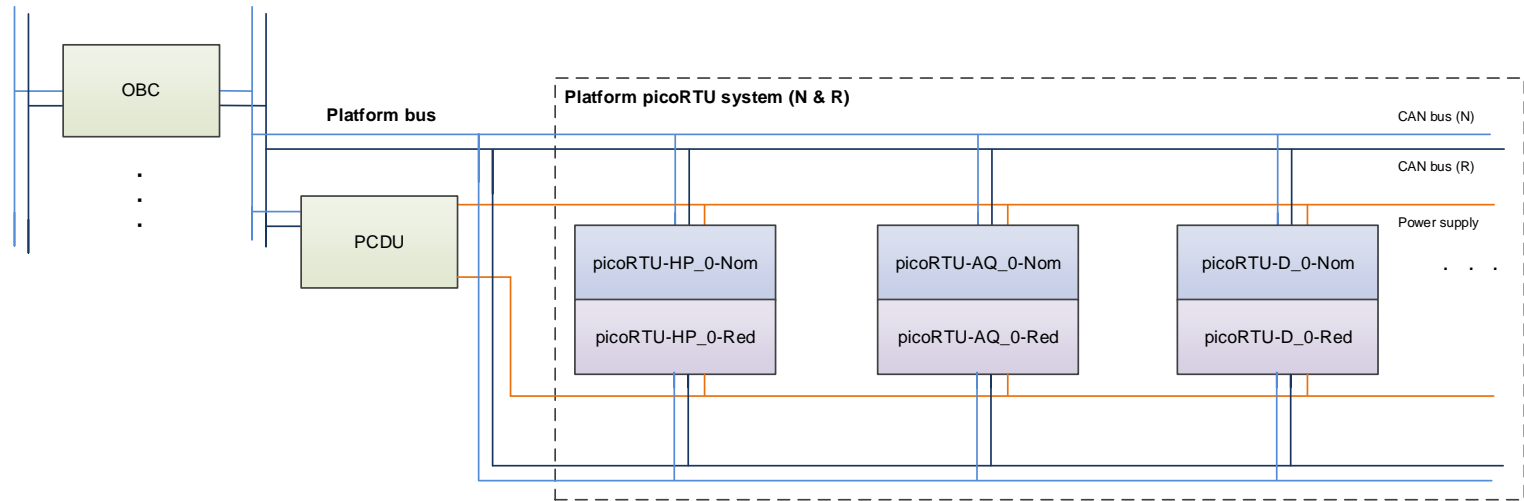 OBC
Platform bus
Platform picoRTU system (N & R)
CAN bus (N)
CAN bus (R)
PCDU
Power supply
picoRTU-HP_0-Nom
picoRTU-AQ_0-Nom
picoRTU-D_0-Nom
. . .
picoRTU-HP_0-Red
picoRTU-AQ_0-Red
picoRTU-D_0-Red